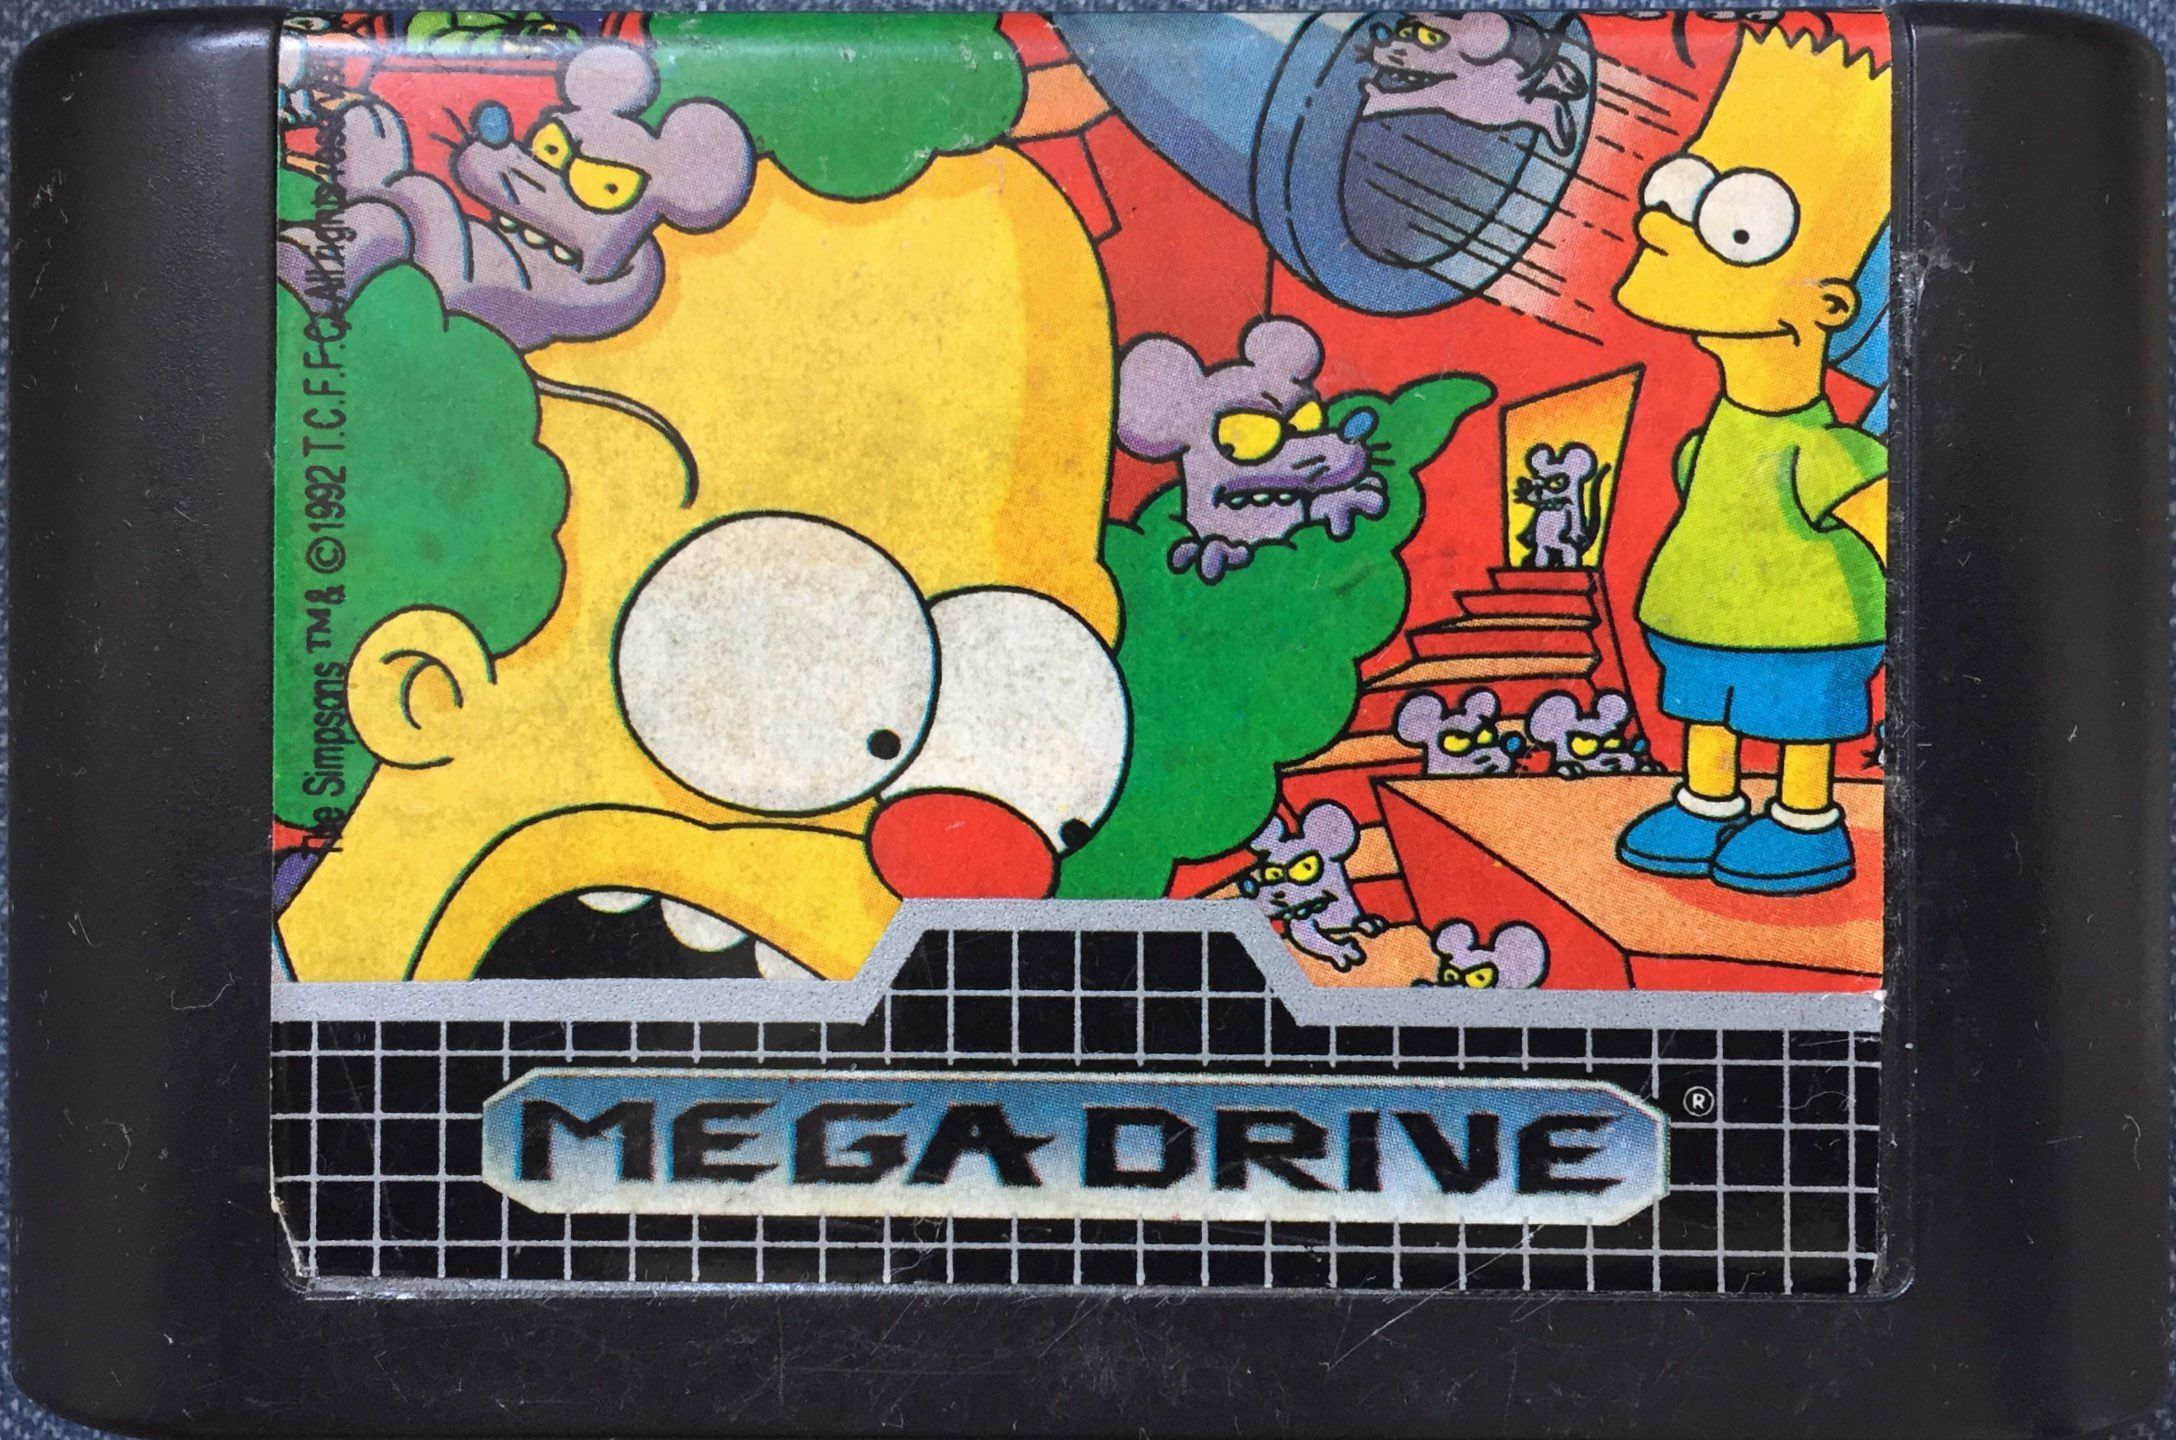 The Simpsons TM & © 1992 T.C.F.F.C. All rights
MEGA DRIVE ®